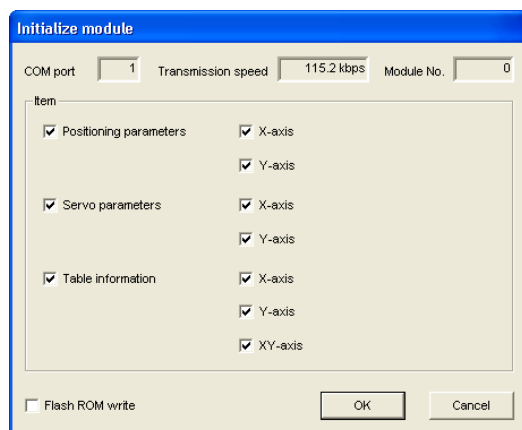 Initialize module
COM port 1 Transmission speed 115.2 kbps Module No. 0
Item
Positioning parameters X-axis
Y-axis
Servo parameters X-axis
Y-axis
Table information X-axis
Y-axis
XY-axis
Flash ROM write OK Cancel